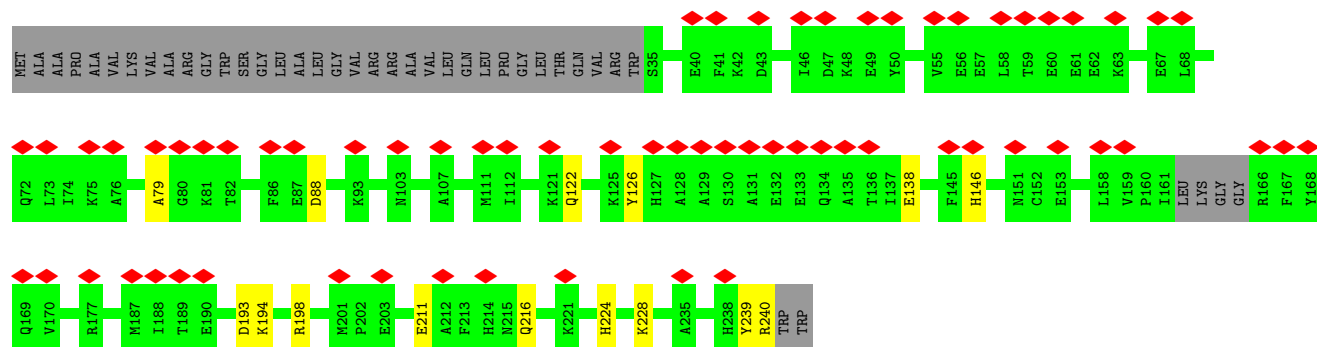 MET ALA ALA PRO ALA VAL LYS VAL ALA ARG GLY TRP SER GLY LEU ALA LEU GLY VAL ARG ARG ALA VAL LEU GLN LEU PRO GLY LEU THR GLN VAL ARG TRP S35 E40 F41 K42 D43 I46 D47 K48 E49 Y50 V55 E56 E57 L58 T59 E60 E61 E62 K63 E67 L68
Q72 L73 I74 K75 A76 A79 G80 K81 T82 F86 E87 D88 K93 N103 A107 M111 I112 K121 Q122 K125 Y126 H127 A128 A129 S130 A131 E132 E133 Q134 A135 T136 I137 E138 F145 H146 N151 C152 E153 L158 V159 P160 I161 LEU LYS GLY GLY R166 F167 Y168
Q169 V170 R177 M187 I188 T189 E190 D193 K194 R198 M201 P202 E203 E211 A212 F213 H214 N215 Q216 K221 H224 K228 A235 H238 Y239 R240 TRP TRP